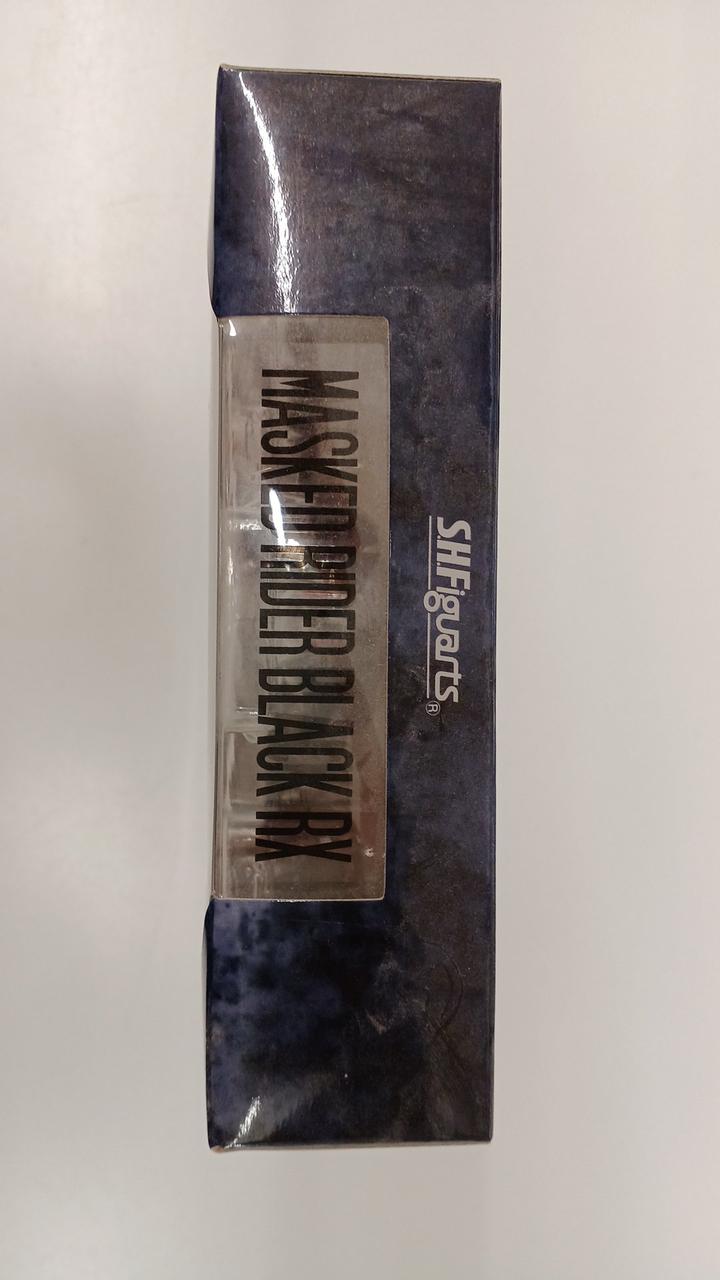 S.H.Figuarts®
MASKED RIDER BLACK RX